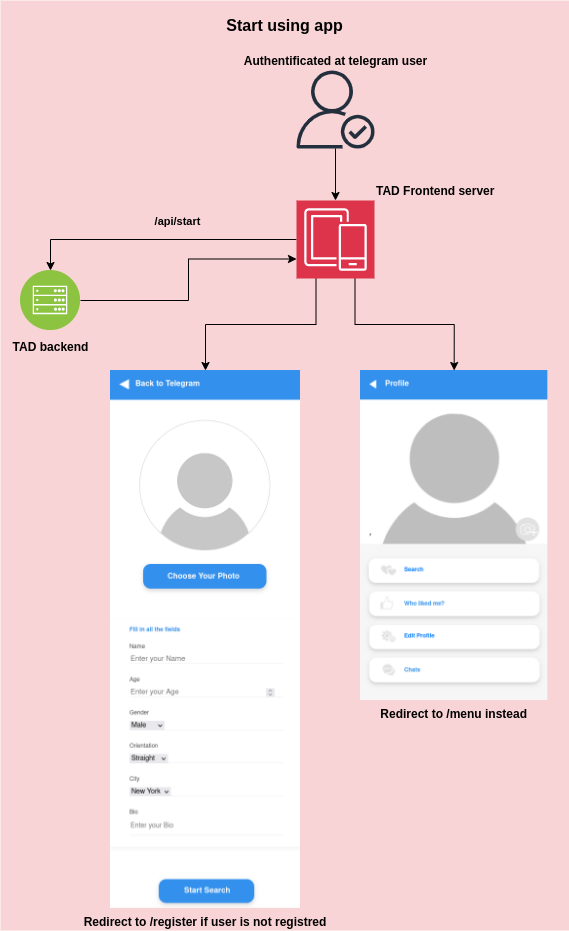 Start using app
Authentificated at telegram user
TAD Frontend server
/api/start
TAD backend
Back to Telegram
Choose Your Photo
Fill in all the fields
Name
Enter your Name
Age
Enter your Age
Gender
Male
Orientation
Straight
City
New York
Bio
Enter your Bio
Start Search
Redirect to /register if user is not registred
Profile
Search
Who liked me?
Edit Profile
Chats
Redirect to /menu instead